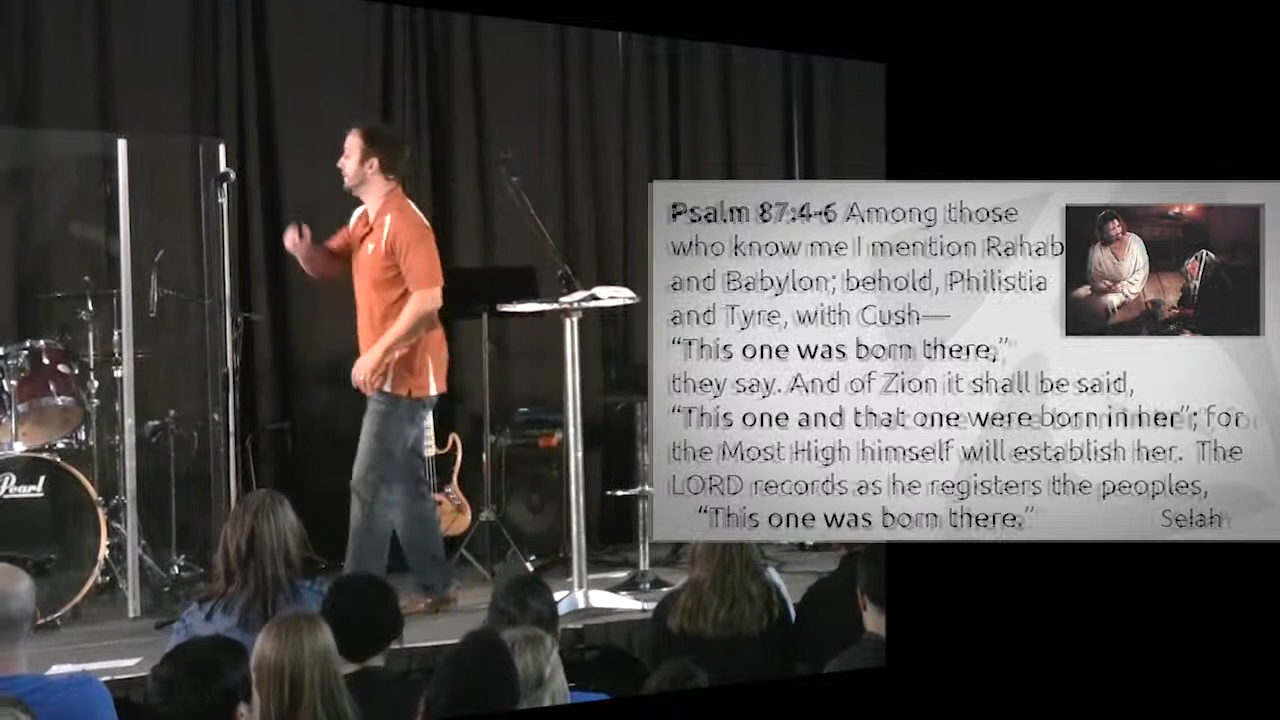 Psalm 87:4-6 Among those
who know me I mention Rahab
and Babylon; behold, Philistia
and Tyre, with Cush—
“This one was born there,”
they say. And of Zion it shall be said,
“This one and that one were born in her”; for
the Most High himself will establish her. The
LORD records as he registers the peoples,
“This one was born there.” Selah
Pearl